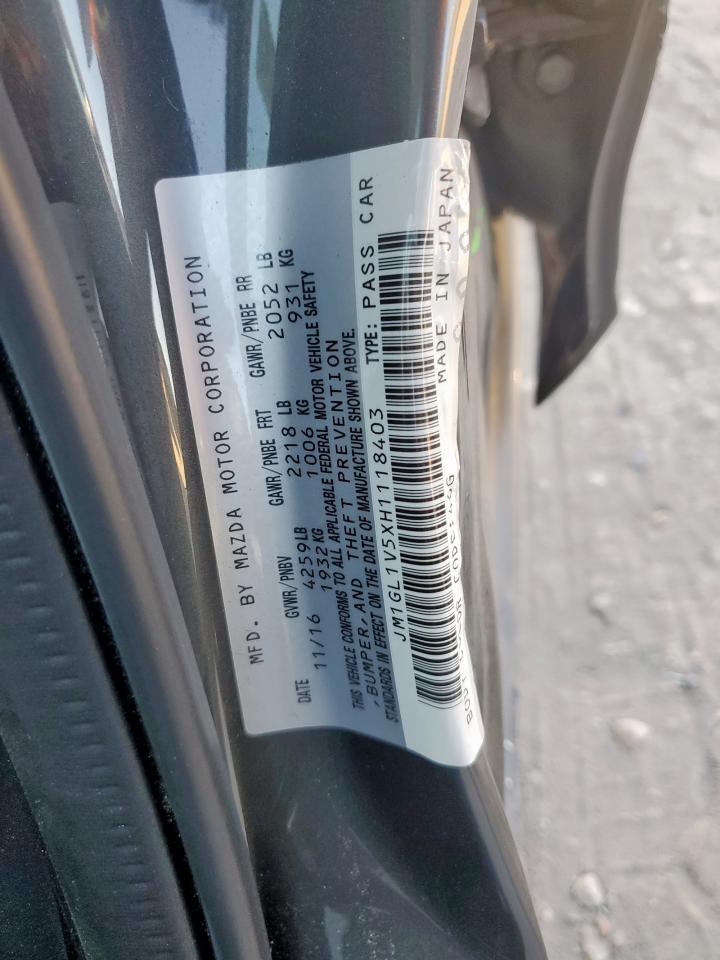 MFD. BY MAZDA MOTOR CORPORATION
DATE GVWR/PNBV GAWR/PNBE FRT GAWR/PNBE RR
11/16 4259LB 2218 LB 2052 LB
1932KG 1006 KG 931 KG
THIS VEHICLE CONFORMS TO ALL APPLICABLE FEDERAL MOTOR VEHICLE SAFETY
, BUMPER, AND THEFT PREVENTION
STANDARDS IN EFFECT ON THE DATE OF MANUFACTURE SHOWN ABOVE.
JM1GL1V5XH1118403 TYPE: PASS CAR
MADE IN JAPAN